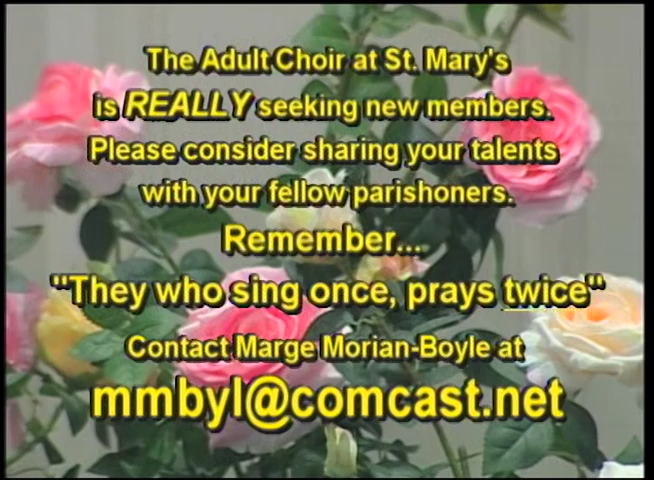 The Adult Choir at St. Mary's
is REALLY seeking new members.
Please consider sharing your talents
with your fellow parishoners.
Remember...
"They who sing once, prays twice"
Contact Marge Morian-Boyle at
mmbyl@comcast.net